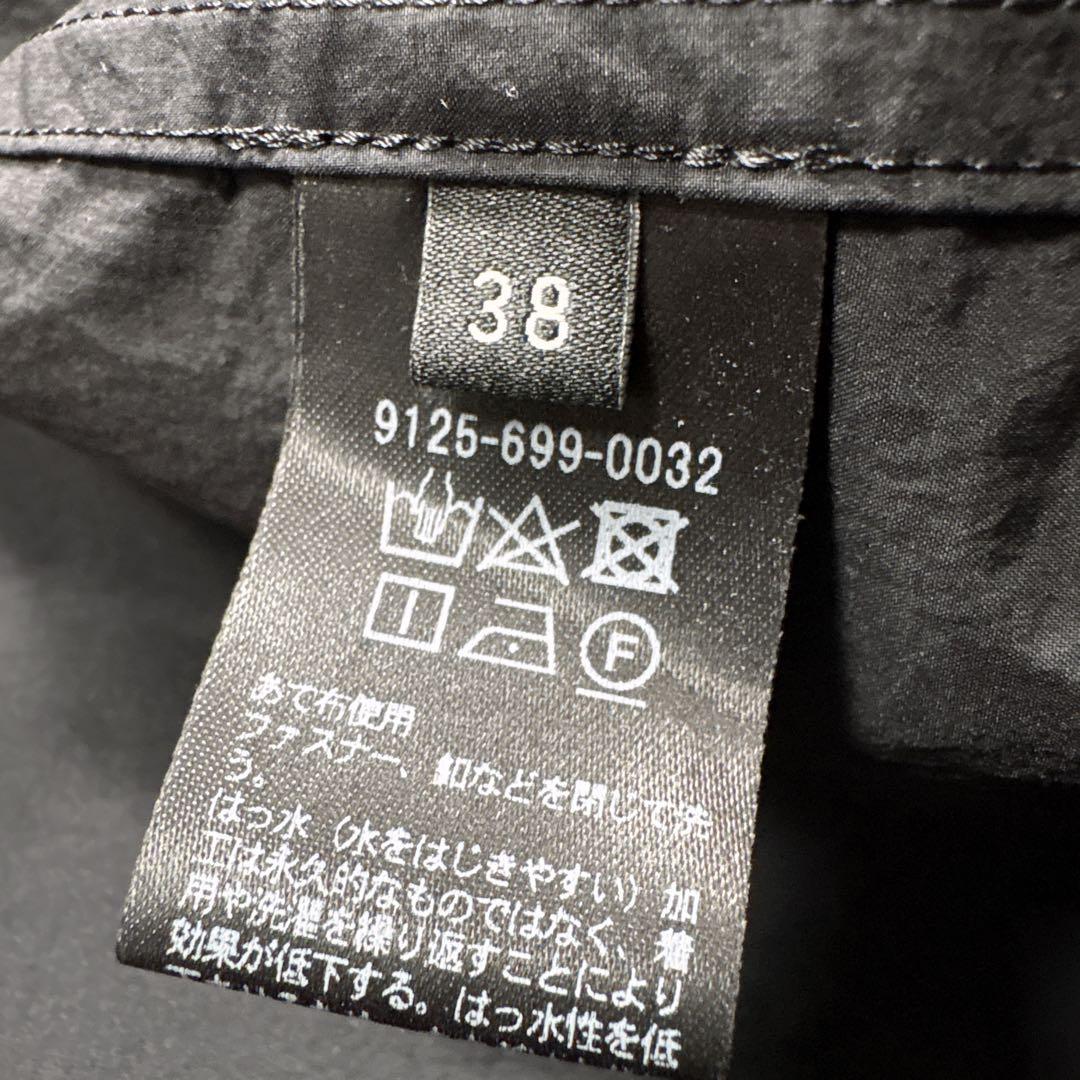 38
9125-699-0032
F
あて布使用
ファスナー、釦などを閉じて洗
う。
はっ水（水をはじきやすい）加
工は永久的なものではなく、着
用や洗濯を繰り返すことにより
効果が低下する。はっ水性を低